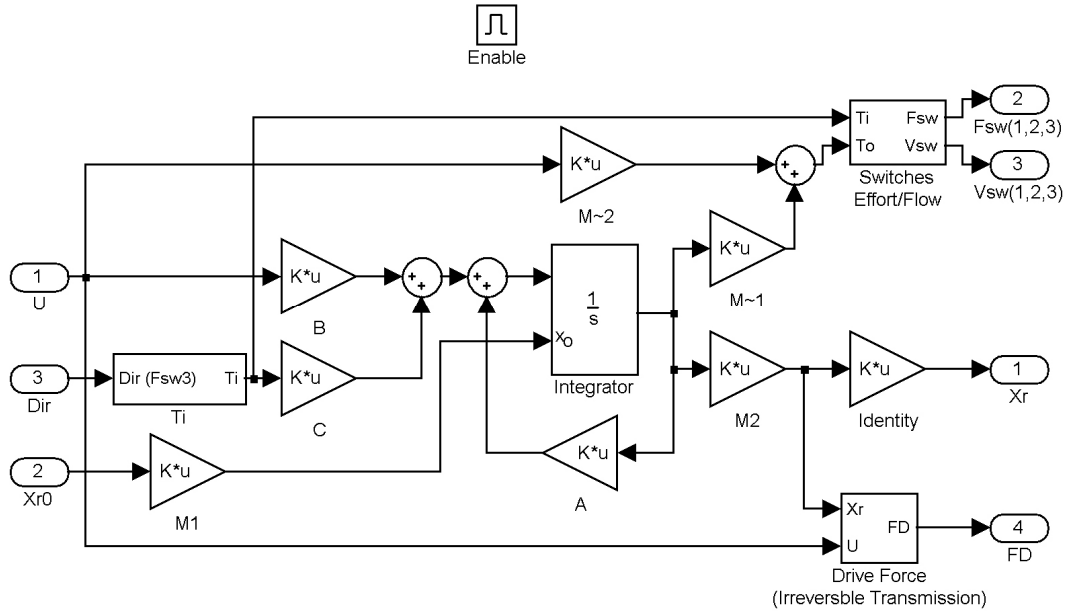 Enable
Ti
Fsw
To
Vsw
Switches
Effort/Flow
2
Fsw(1,2,3)
3
Vsw(1,2,3)
K*u
M~2
+
+
K*u
M~1
1
U
K*u
B
+
+
+
+
1
s
xo
Integrator
3
Dir
Dir (Fsw3)
Ti
Ti
K*u
C
K*u
M2
K*u
Identity
1
Xr
2
Xr0
K*u
M1
K*u
A
Xr
U
FD
Drive Force
(Irreversble Transmission)
4
FD